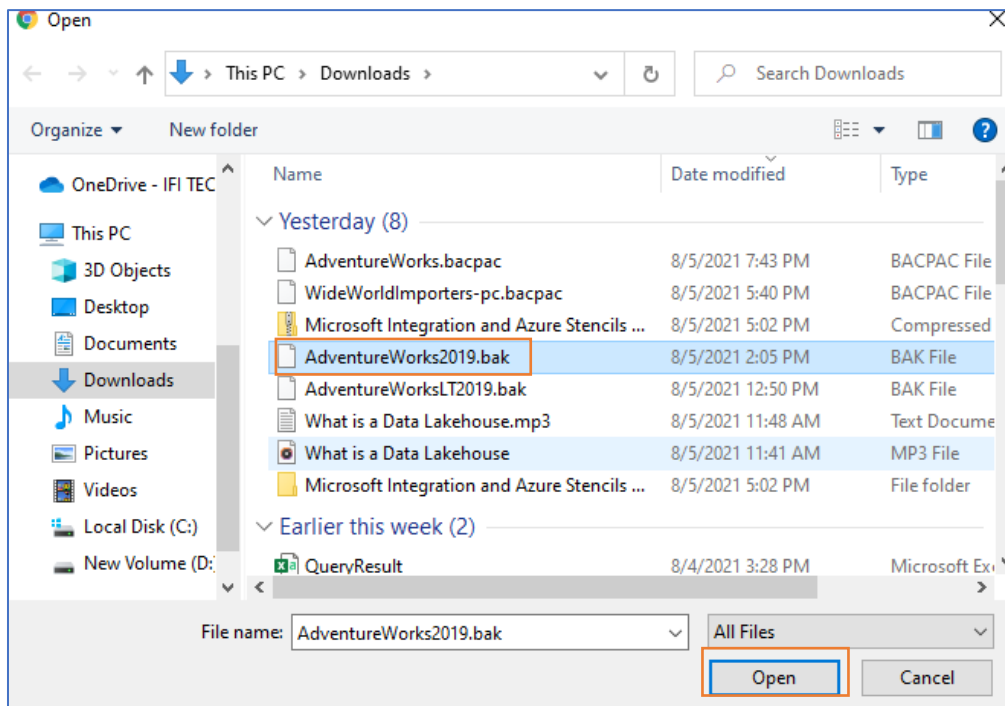 Open
This PC > Downloads >
Search Downloads
Organize
New folder
?
OneDrive - IFI TEC
This PC
3D Objects
Desktop
Documents
Downloads
Music
Pictures
Videos
Local Disk (C:)
New Volume (D:
Name Date modified Type
Yesterday (8)
AdventureWorks.bacpac 8/5/2021 7:43 PM BACPAC File
WideWorldImporters-pc.bacpac 8/5/2021 5:40 PM BACPAC File
Microsoft Integration and Azure Stencils ... 8/5/2021 5:02 PM Compressed
AdventureWorks2019.bak 8/5/2021 2:05 PM BAK File
AdventureWorksLT2019.bak 8/5/2021 12:50 PM BAK File
What is a Data Lakehouse.mp3 8/5/2021 11:48 AM Text Docume
What is a Data Lakehouse 8/5/2021 11:41 AM MP3 File
Microsoft Integration and Azure Stencils ... 8/5/2021 5:02 PM File folder
Earlier this week (2)
QueryResult 8/4/2021 3:28 PM Microsoft Ex
File name: AdventureWorks2019.bak All Files
Open Cancel